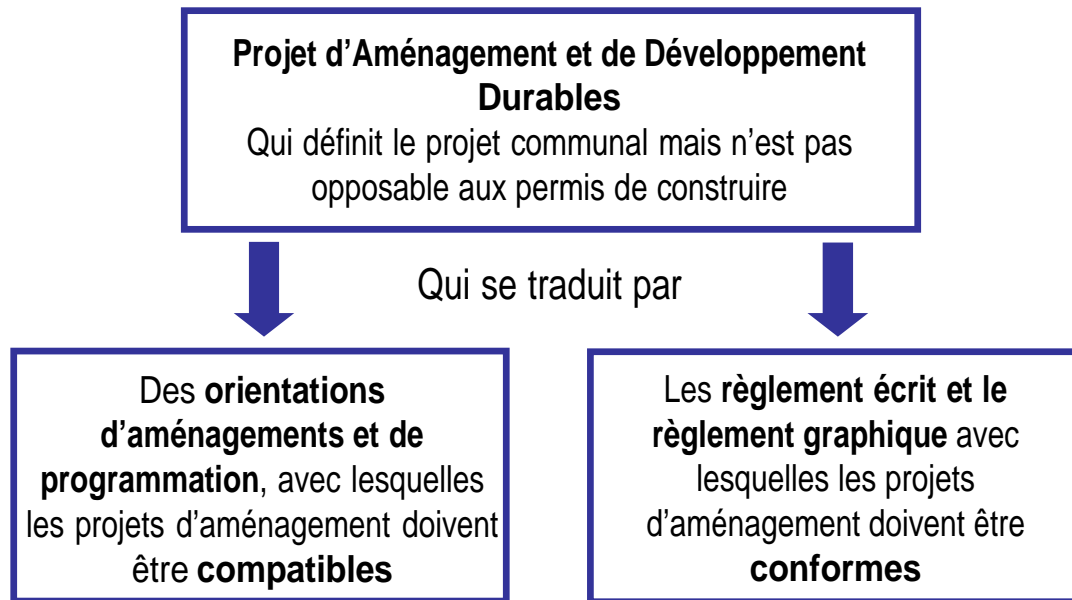 Projet d’Aménagement et de Développement
Durables
Qui définit le projet communal mais n’est pas
opposable aux permis de construire
Qui se traduit par
Des orientations
d’aménagements et de
programmation, avec lesquelles
les projets d’aménagement doivent
être compatibles
Les règlement écrit et le
règlement graphique avec
lesquelles les projets
d’aménagement doivent être
conformes